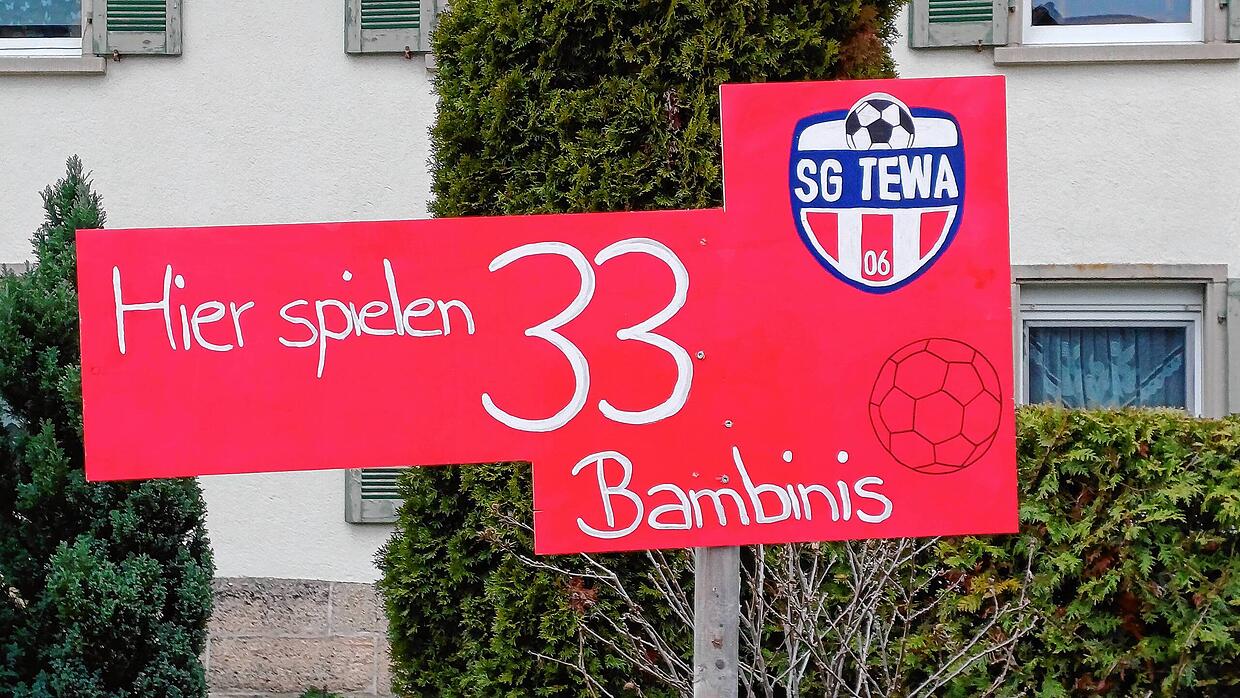 SG TEWA
06
Hier spielen 33
Bambinis